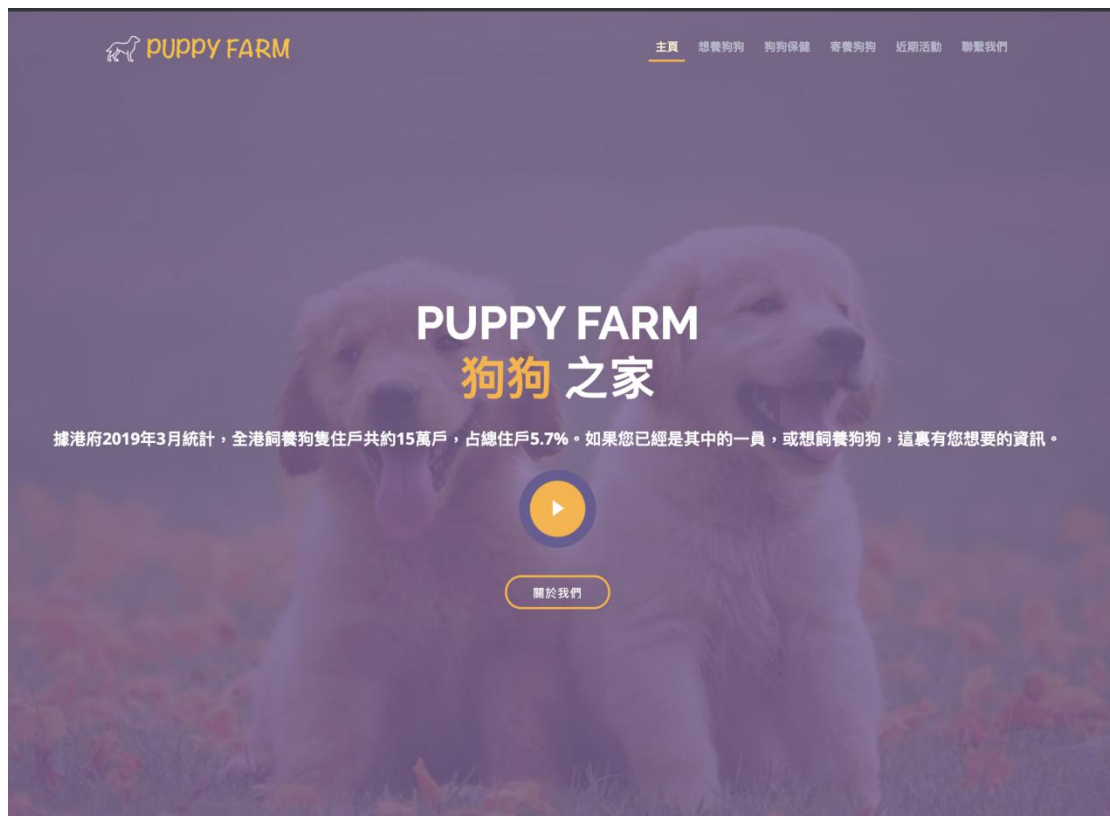 PUPPY FARM
主頁 想養狗狗 狗狗保健 寄養狗狗 近期活動 聯繫我們
PUPPY FARM
狗狗 之家
據港府2019年3月統計，全港飼養狗隻住戶共約15萬戶，占總住戶5.7%。如果您已經是其中的一員，或想飼養狗狗，這裏有您想要的資訊。
關於我們